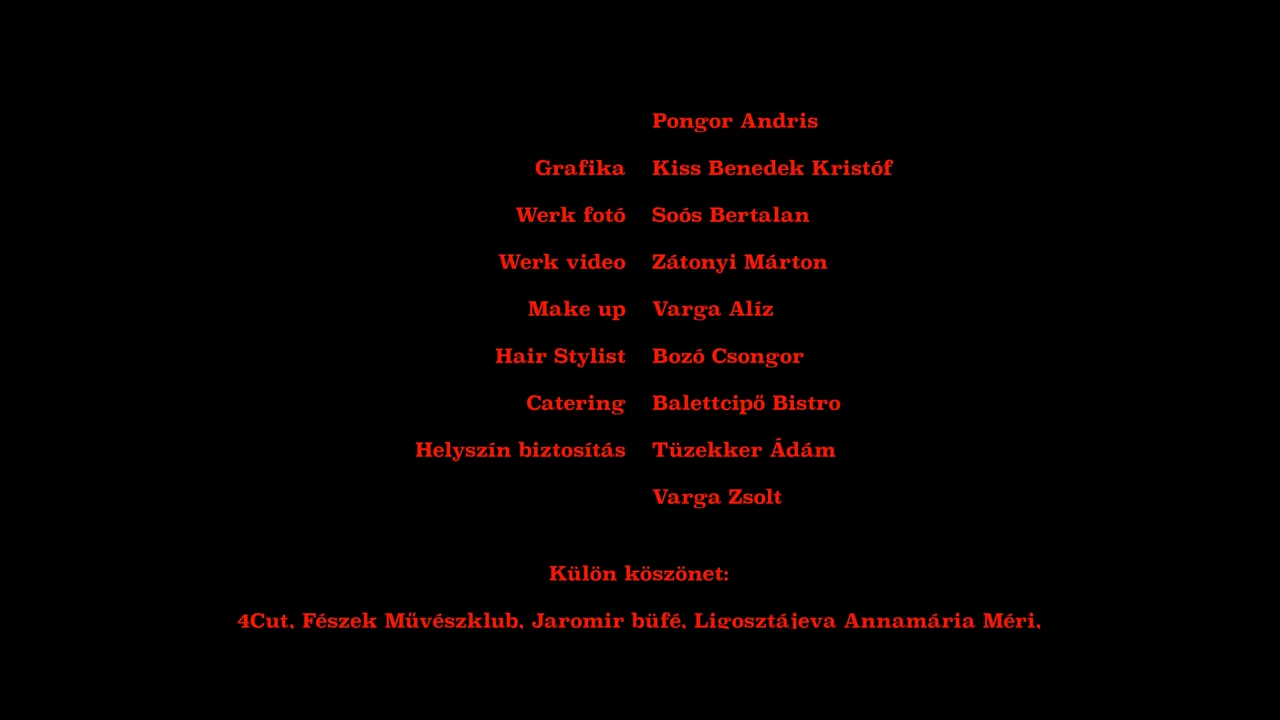 Pongor Andris
Grafika Kiss Benedek Kristóf
Werk fotó Soós Bertalan
Werk video Zátonyi Márton
Make up Varga Alíz
Hair Stylist Bozó Csongor
Catering Balettcipő Bistro
Helyszín biztosítás Tüzekker Ádám
Varga Zsolt
Külön köszönet:
4Cut, Fészek Művészklub, Jaromir büfé, Ligosztájeva Annamária Méri,